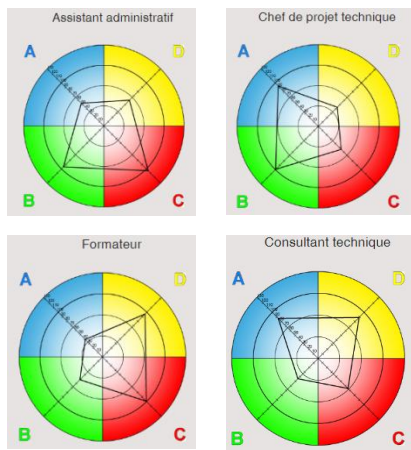 Assistant administratif
A
D
B
C
Chef de projet technique
A
D
B
C
Formateur
A
D
B
C
Consultant technique
A
D
B
C